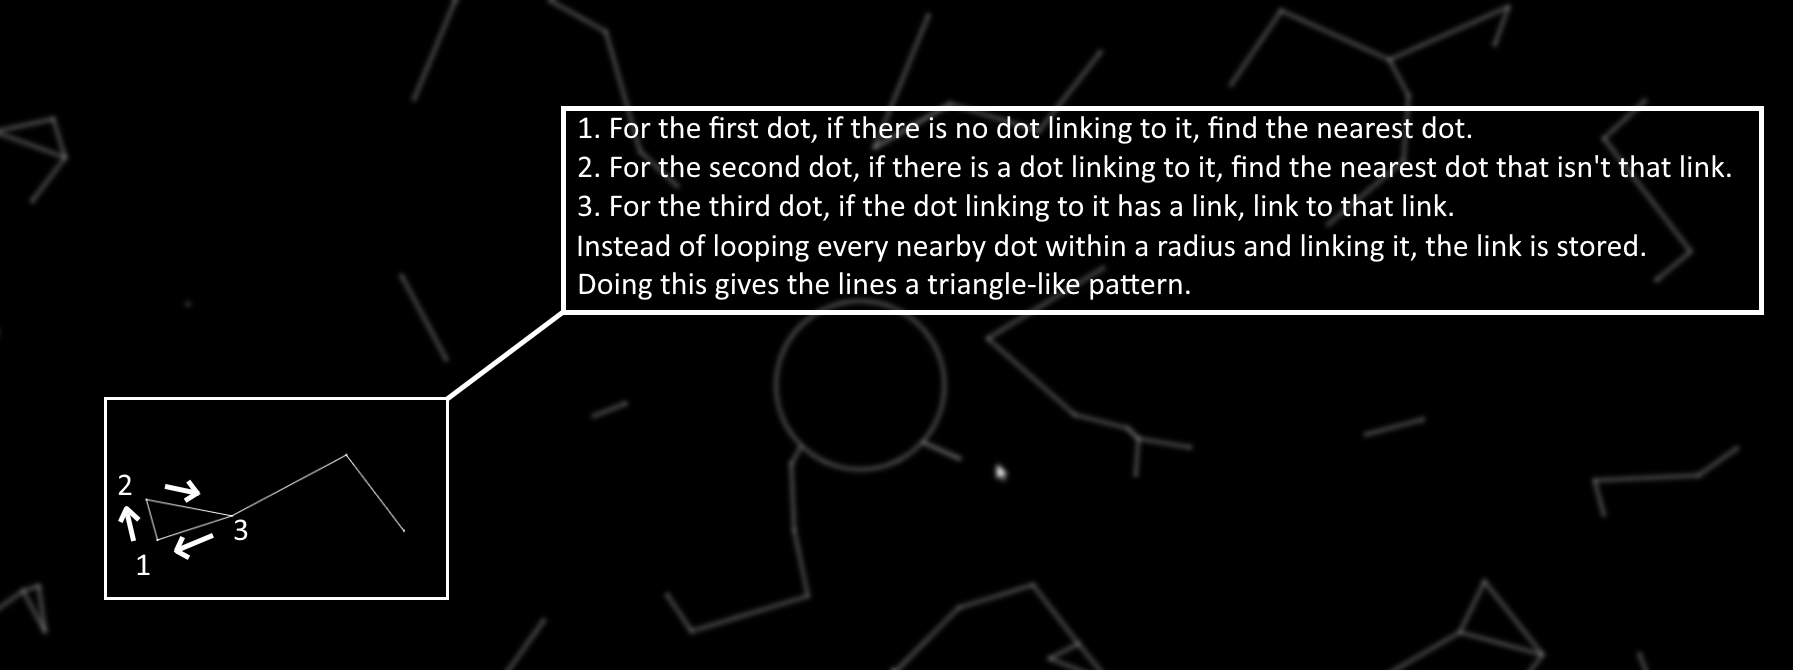 1. For the first dot, if there is no dot linking to it, find the nearest dot.
2. For the second dot, if there is a dot linking to it, find the nearest dot that isn't that link.
3. For the third dot, if the dot linking to it has a link, link to that link.
Instead of looping every nearby dot within a radius and linking it, the link is stored.
Doing this gives the lines a triangle-like pattern.
2
3
1